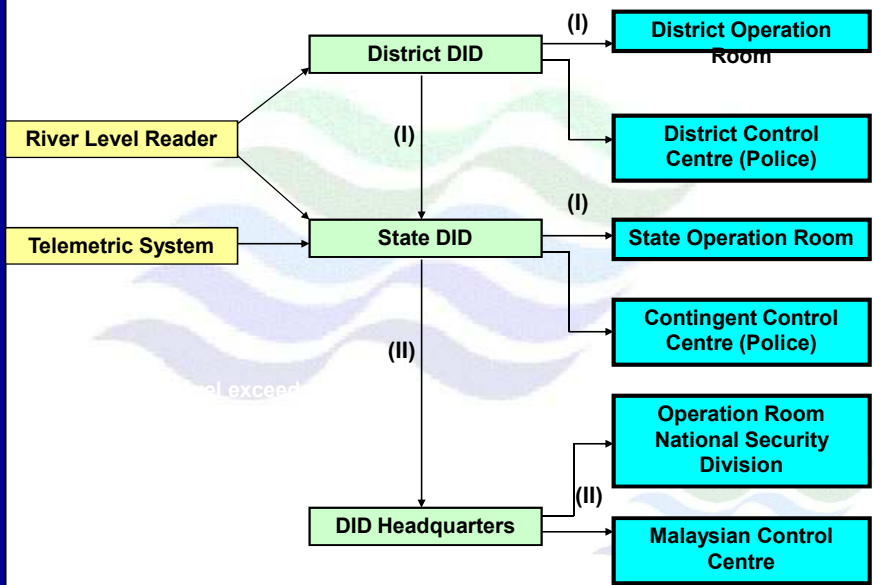 (I)
District Operation
Room
District DID
(I)
District Control
Centre (Police)
River Level Reader
(I)
State DID
State Operation Room
Telemetric System
Contingent Control
Centre (Police)
(II)
exceed
Operation Room
National Security
Division
(II)
DID Headquarters
Malaysian Control
Centre